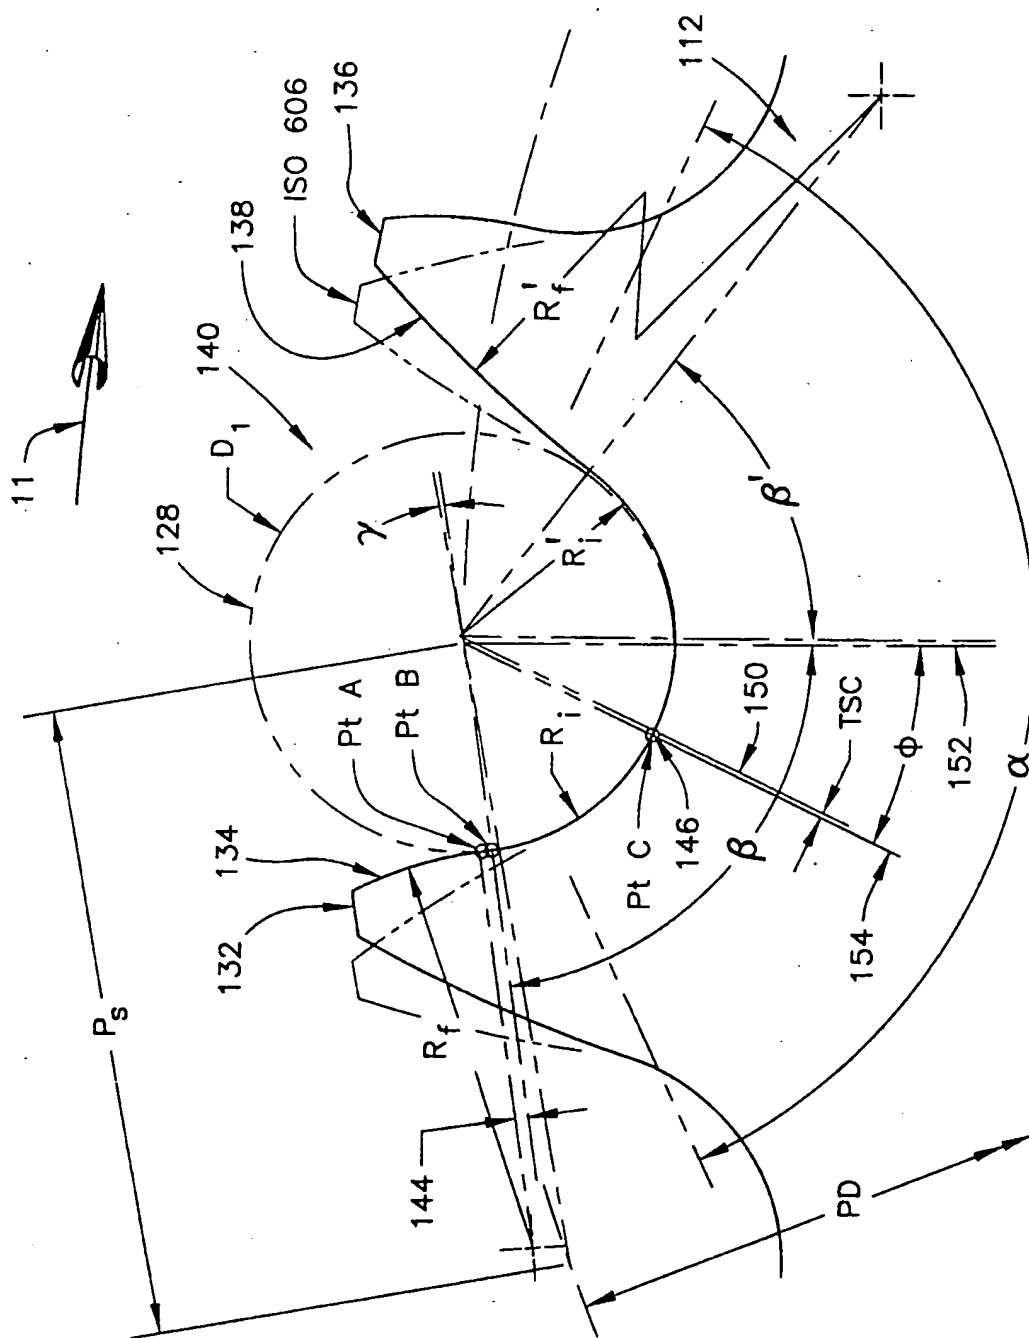 112
136
ISO 606
138
140
11
D1
128
R'f
γ
β'
R'i
Pt A
Pt B
Ri
150
TSC
φ
152
α
Pt C
146
β
154
134
132
Ps
Rf
144
PD